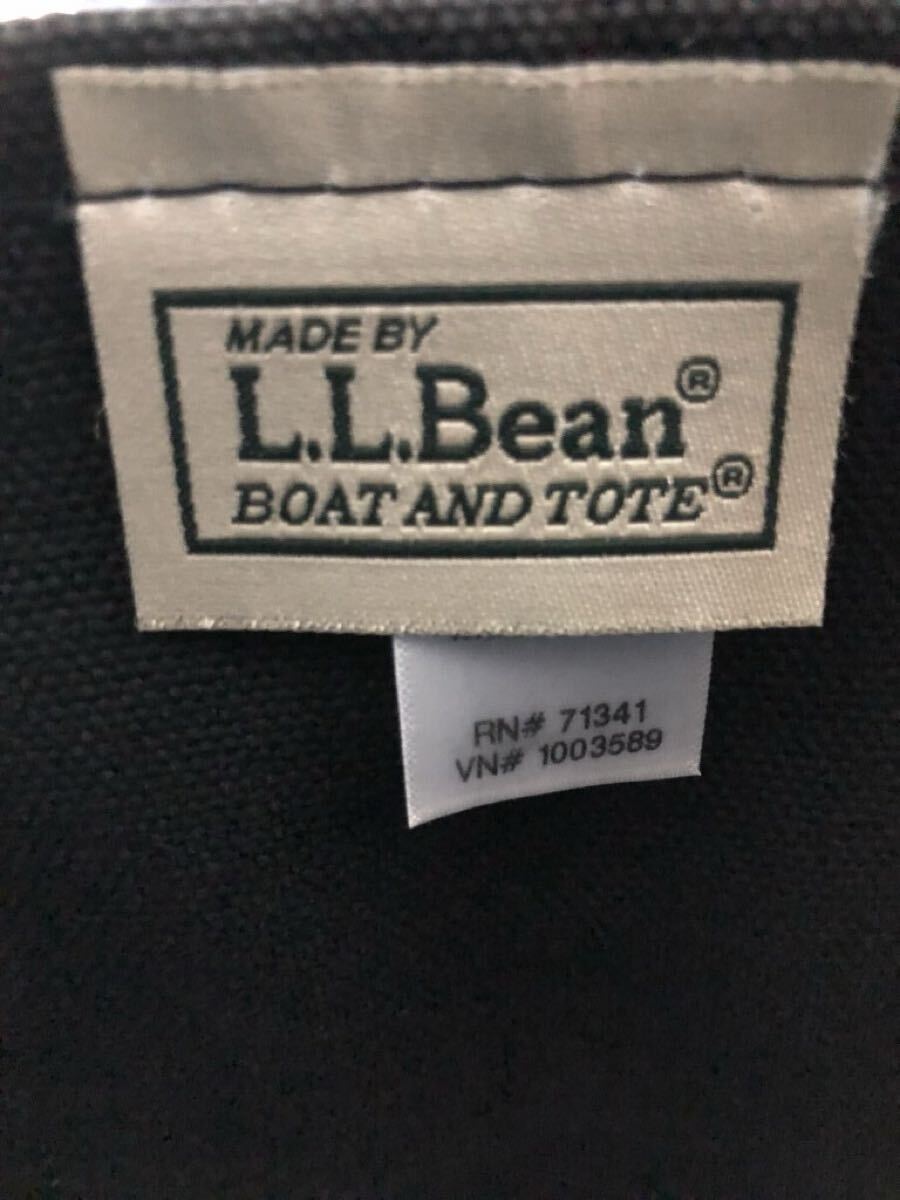 MADE BY
L.L.Bean®
BOAT AND TOTE®
RN# 71341
VN# 1003589